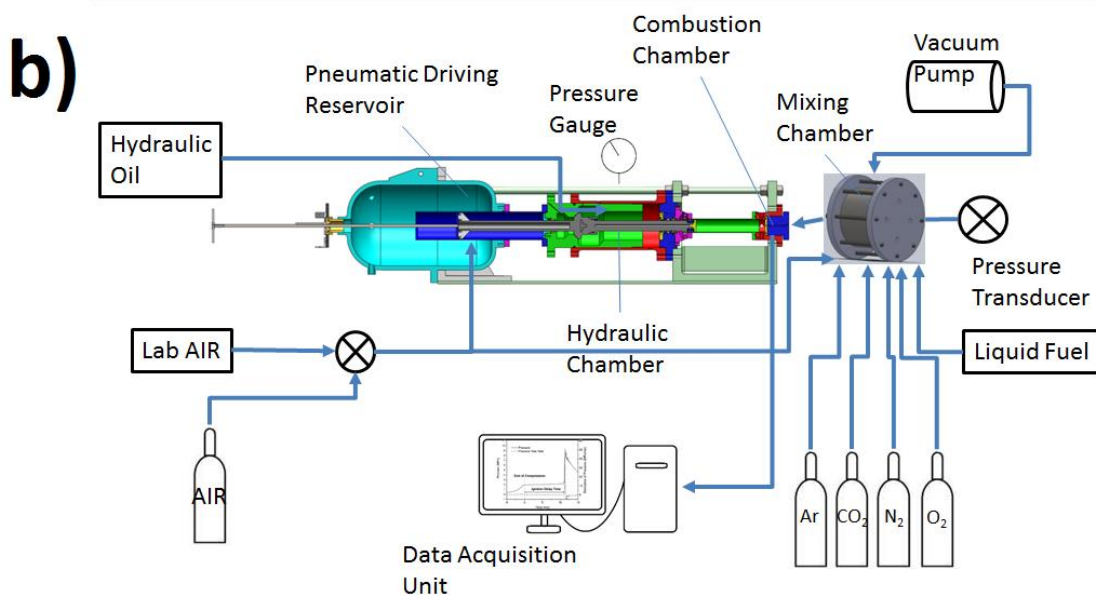 b)
Combustion
Chamber
Vacuum
Pump
Pneumatic Driving
Reservoir
Pressure
Gauge
Mixing
Chamber
Hydraulic
Oil
Pressure
Transducer
Lab AIR
Hydraulic
Chamber
Liquid Fuel
AIR
Ar
CO₂
N₂
O₂
Data Acquisition
Unit